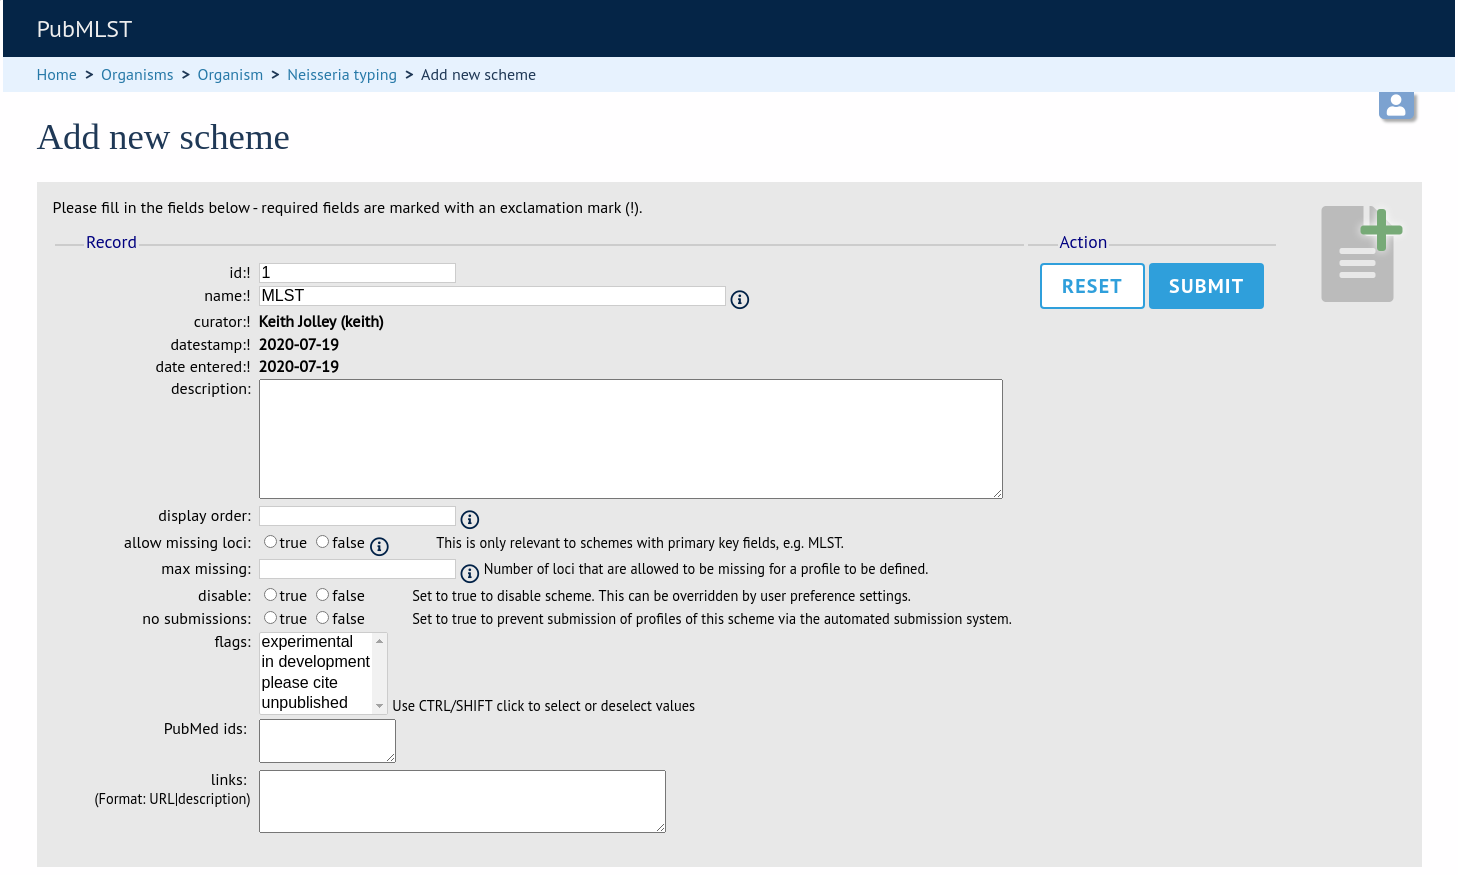 PubMLST
Home > Organisms > Organism > Neisseria typing > Add new scheme
Add new scheme
Please fill in the fields below - required fields are marked with an exclamation mark (!).
Record
id:! 1
name:! MLST
curator:! Keith Jolley (keith)
datestamp:! 2020-07-19
date entered:! 2020-07-19
description:
display order:
allow missing loci: true false This is only relevant to schemes with primary key fields, e.g. MLST.
max missing: Number of loci that are allowed to be missing for a profile to be defined.
disable: true false Set to true to disable scheme. This can be overridden by user preference settings.
no submissions: true false Set to true to prevent submission of profiles of this scheme via the automated submission system.
flags: experimental
in development
please cite
unpublished
Use CTRL/SHIFT click to select or deselect values
PubMed ids:
links:
(Format: URL|description)
Action
RESET SUBMIT